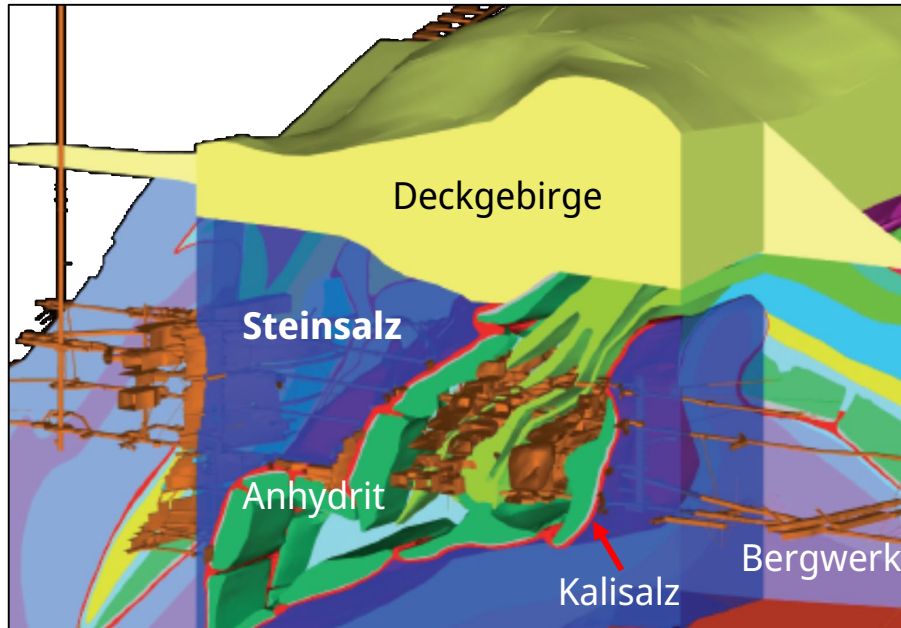 Deckgebirge
Steinsalz
Anhydrit
Bergwerk
Kalisalz